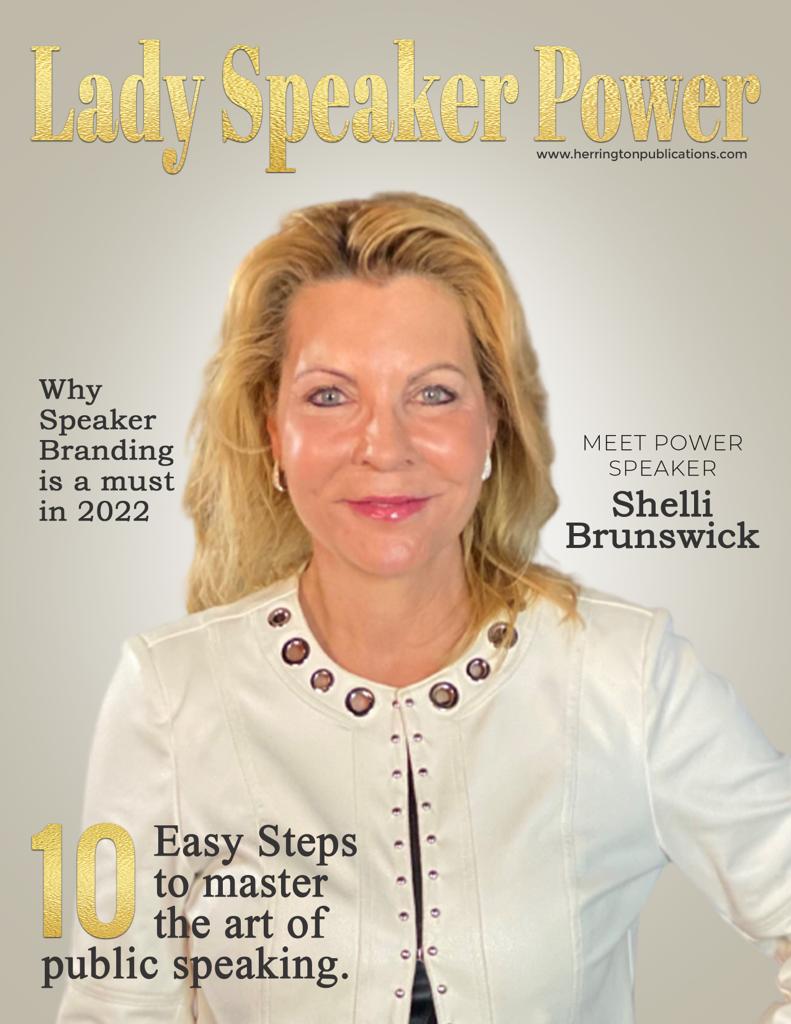 Lady Speaker Power
www.herringtonpublications.com
Why
Speaker
Branding
is a must
in 2022
MEET POWER
SPEAKER
Shelli
Brunswick
10 Easy Steps
to master
the art of
public speaking.